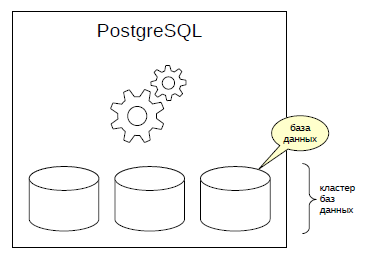 PostgreSQL
база
данных
кластер
баз
данных